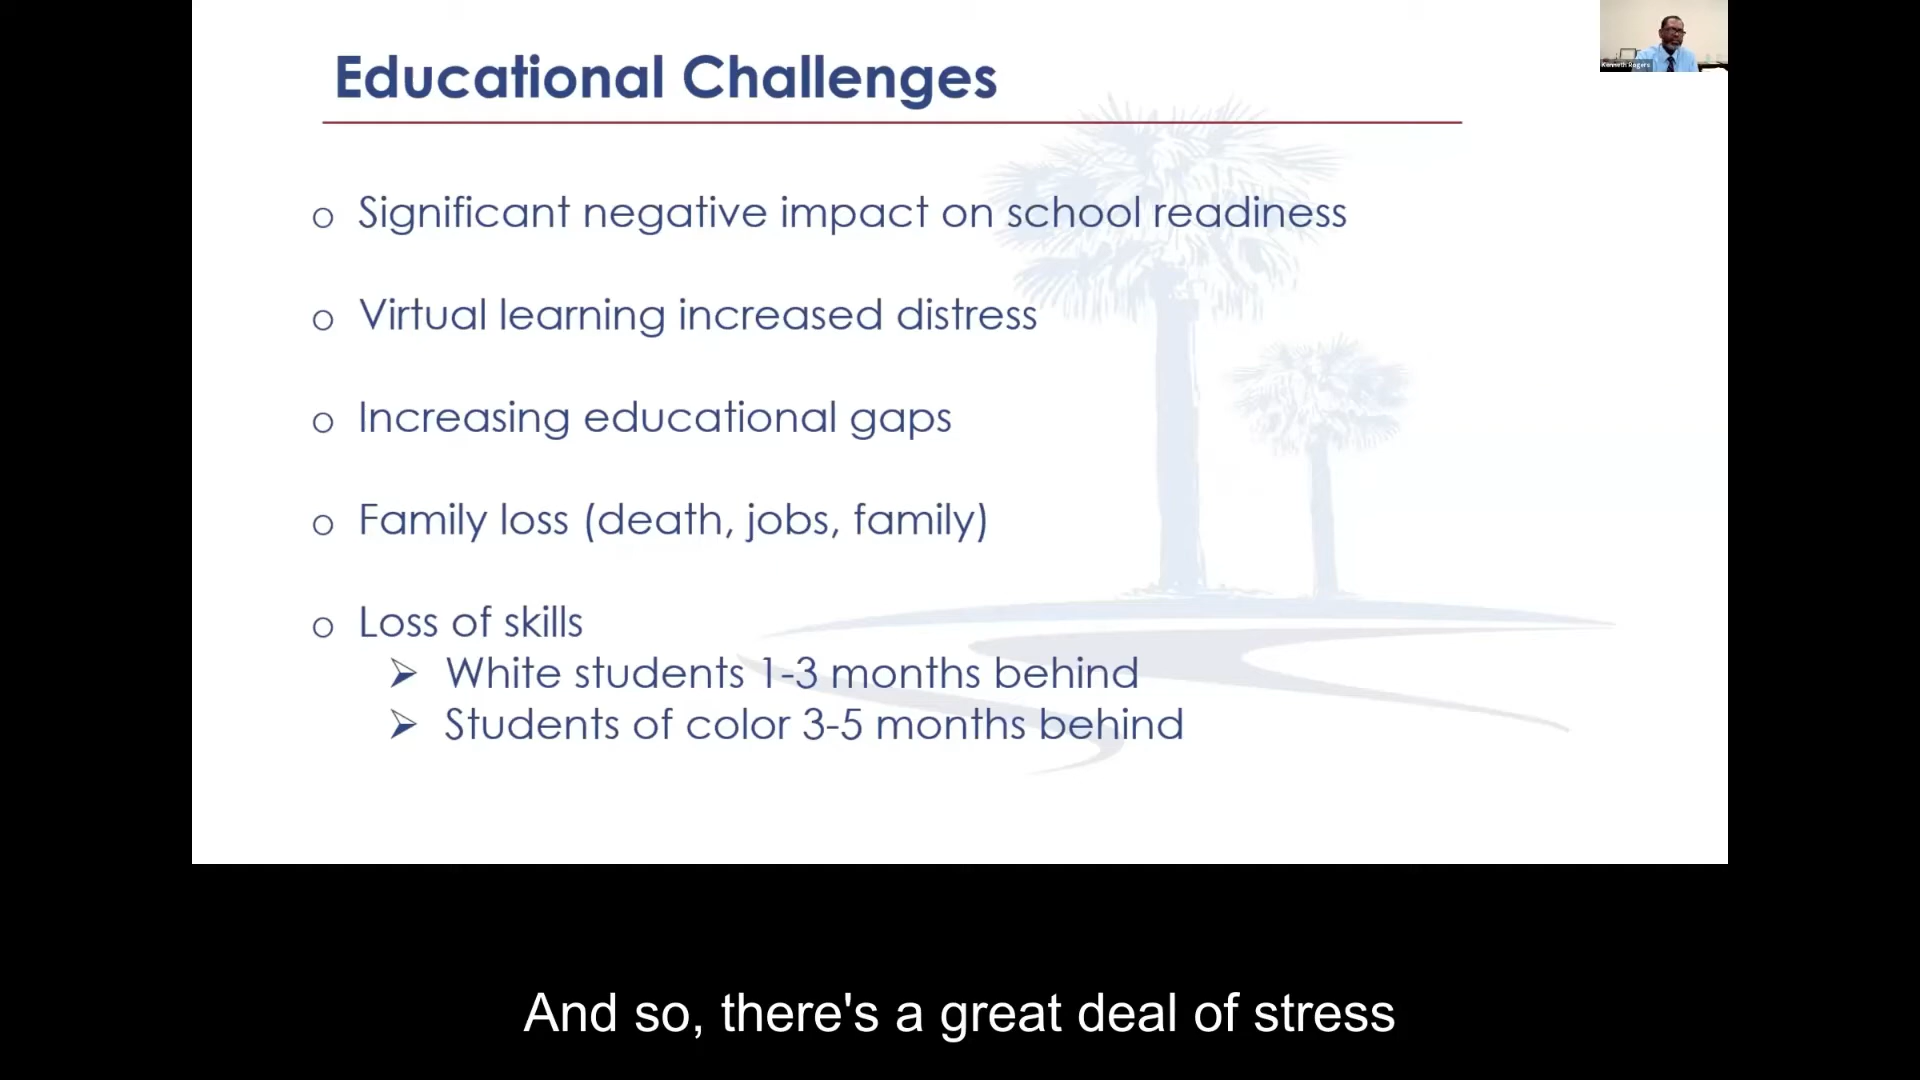 Educational Challenges
Kenneth Rogers
o Significant negative impact on school readiness
o Virtual learning increased distress
o Increasing educational gaps
o Family loss (death, jobs, family)
o Loss of skills
➢ White students 1-3 months behind
➢ Students of color 3-5 months behind
And so, there's a great deal of stress